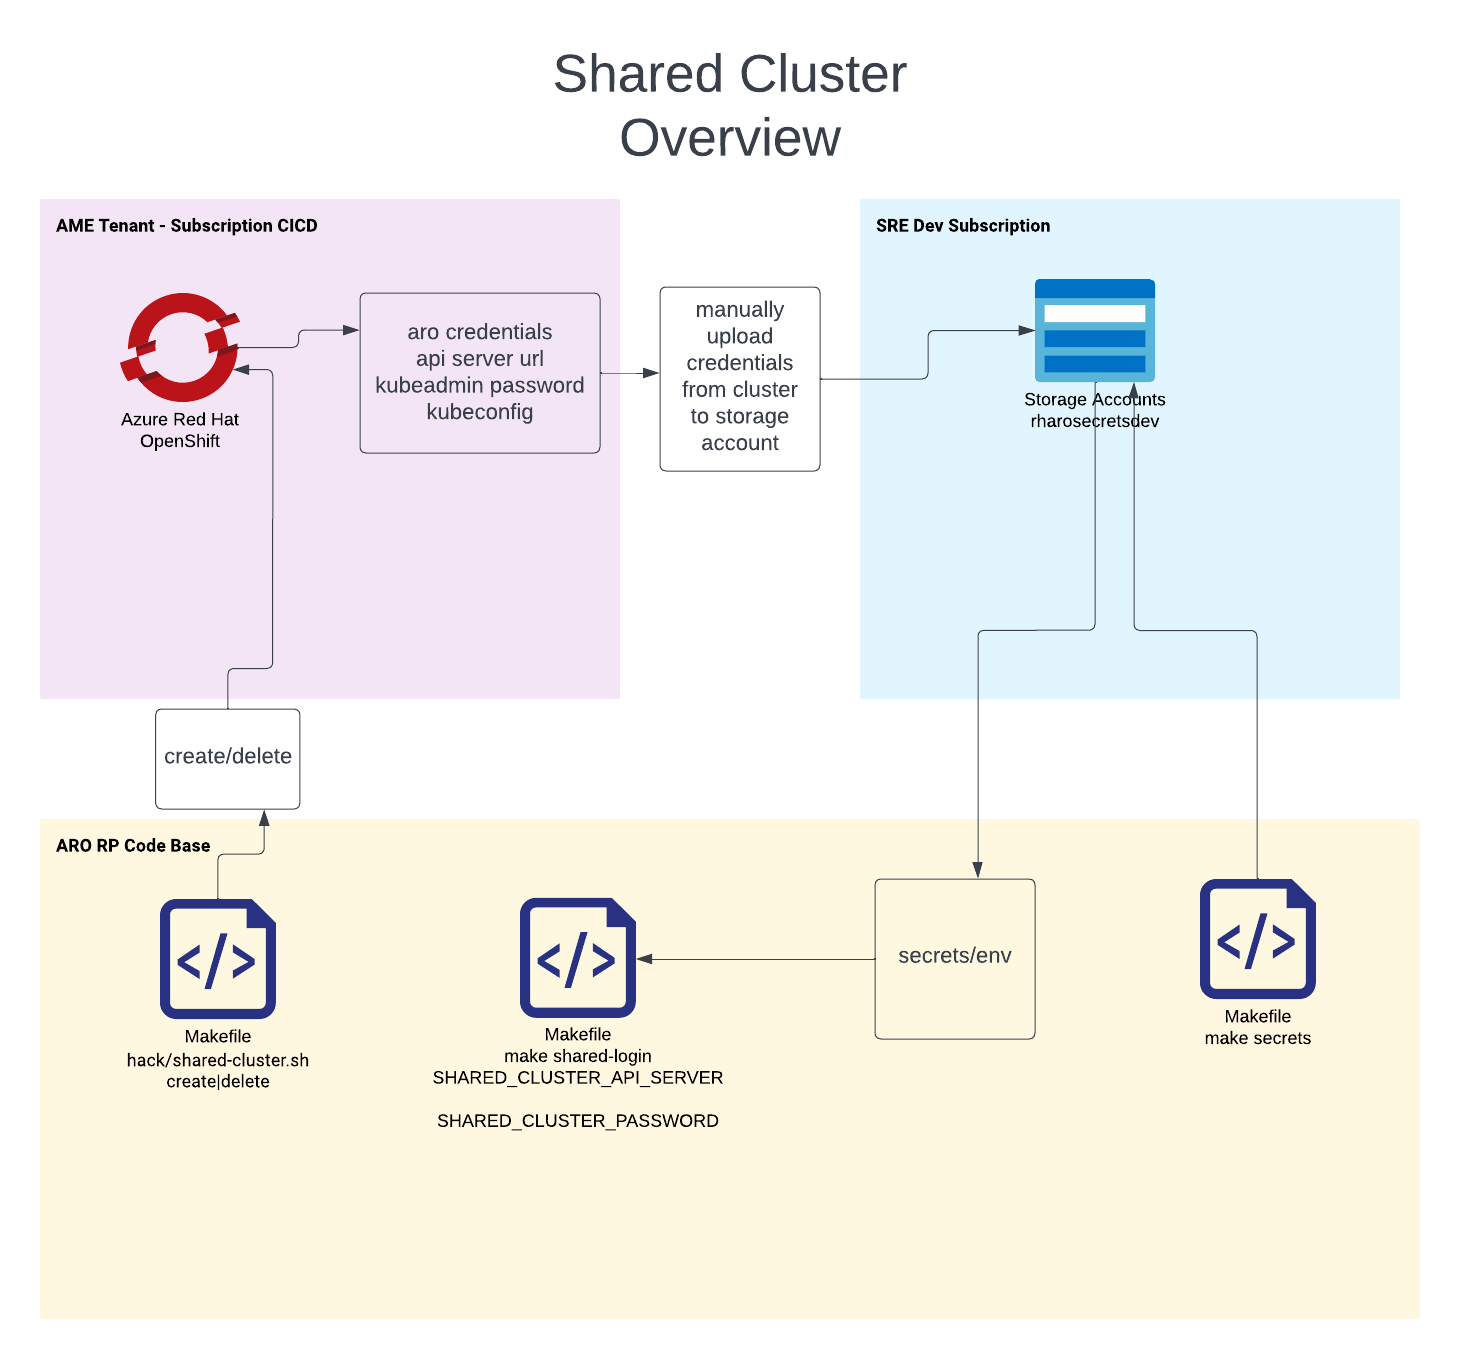 Shared Cluster
Overview
AME Tenant - Subscription CICD
Azure Red Hat
OpenShift
aro credentials
api server url
kubeadmin password
kubeconfig
manually
upload
credentials
from cluster
to storage
account
SRE Dev Subscription
Storage Accounts
rharosecretsdev
create/delete
ARO RP Code Base
</>
Makefile
hack/shared-cluster.sh
create|delete
</>
Makefile
make shared-login
SHARED_CLUSTER_API_SERVER
SHARED_CLUSTER_PASSWORD
secrets/env
</>
Makefile
make secrets